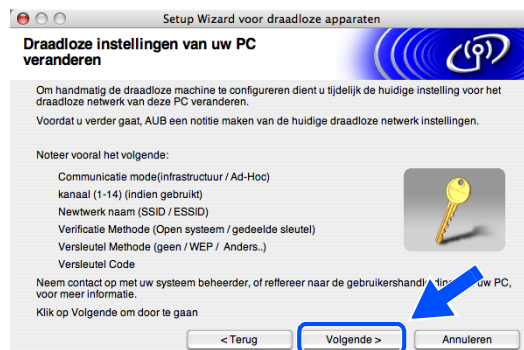 Setup Wizard voor draadloze apparaten
Draadloze instellingen van uw PC
veranderen
Om handmatig de draadloze machine te configureren dient u tijdelijk de huidige instelling voor het
draadloze netwerk van deze PC veranderen.
Voordat u verder gaat, AUB een notitie maken van de huidige draadloze netwerk instellingen.
Noteer vooral het volgende:
Communicatie mode(infrastructuur / Ad-Hoc)
kanaal (1-14) (indien gebruikt)
Newtwerk naam (SSID / ESSID)
Verificatie Methode (Open systeem / gedeelde sleutel)
Versleutel Methode (geen / WEP / Anders..)
Versleutel Code
Neem contact op met uw systeem beheerder, of reffereer naar de uw PC,
voor meer informatie.
Klik op Volgende om door te gaan
< Terug
Volgende >
Annuleren